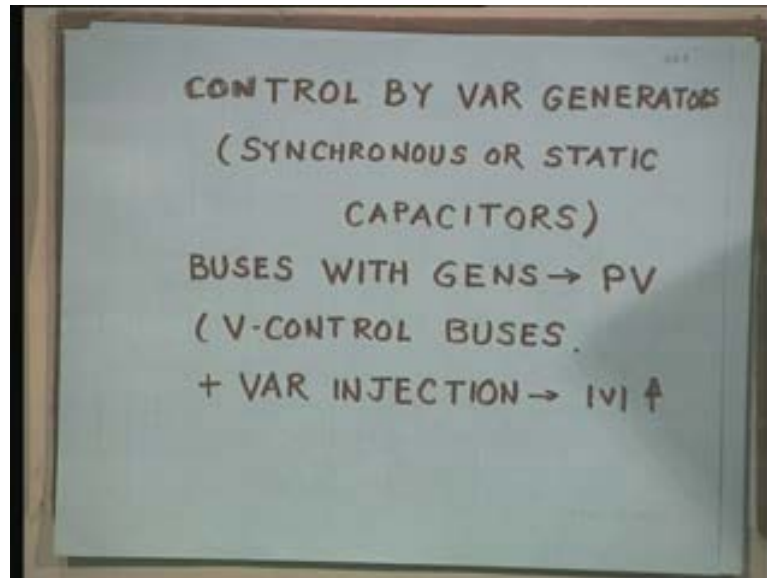 CONTROL BY VAR GENERATORS
(SYNCHRONOUS OR STATIC
CAPACITORS)
BUSES WITH GENS → PV
(V-CONTROL BUSES.
+ VAR INJECTION → |V| ↑